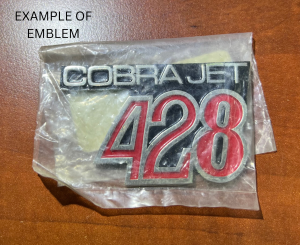 EXAMPLE OF
EMBLEM
COBRA JET
428